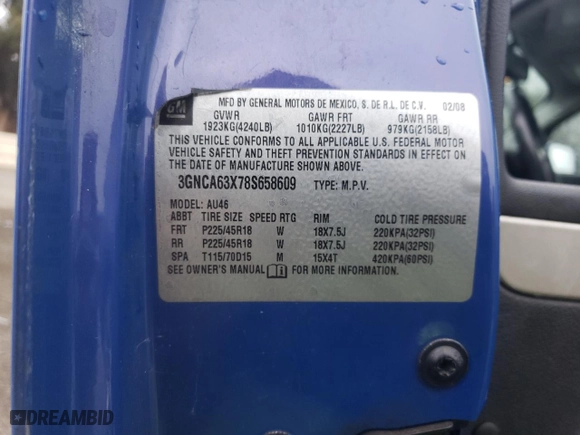 GM
MFD BY GENERAL MOTORS DE MEXICO, S. DE R.L. DE C.V. 02/08
GVWR GAWR FRT GAWR RR
1923KG(4240LB) 1010KG(2227LB) 979KG(2158LB)
THIS VEHICLE CONFORMS TO ALL APPLICABLE U.S. FEDERAL MOTOR
VEHICLE SAFETY AND THEFT PREVENTION STANDARDS IN EFFECT ON
THE DATE OF MANUFACTURE SHOWN ABOVE.
3GNCA63X78S658609 TYPE: M.P.V.
MODEL: AU46
ABBT TIRE SIZE SPEED RTG RIM COLD TIRE PRESSURE
FRT P225/45R18 W 18X7.5J 220KPA(32PSI)
RR P225/45R18 W 18X7.5J 220KPA(32PSI)
SPA T115/70D15 M 15X4T 420KPA(60PSI)
SEE OWNER'S MANUAL FOR MORE INFORMATION.
DREAMBID